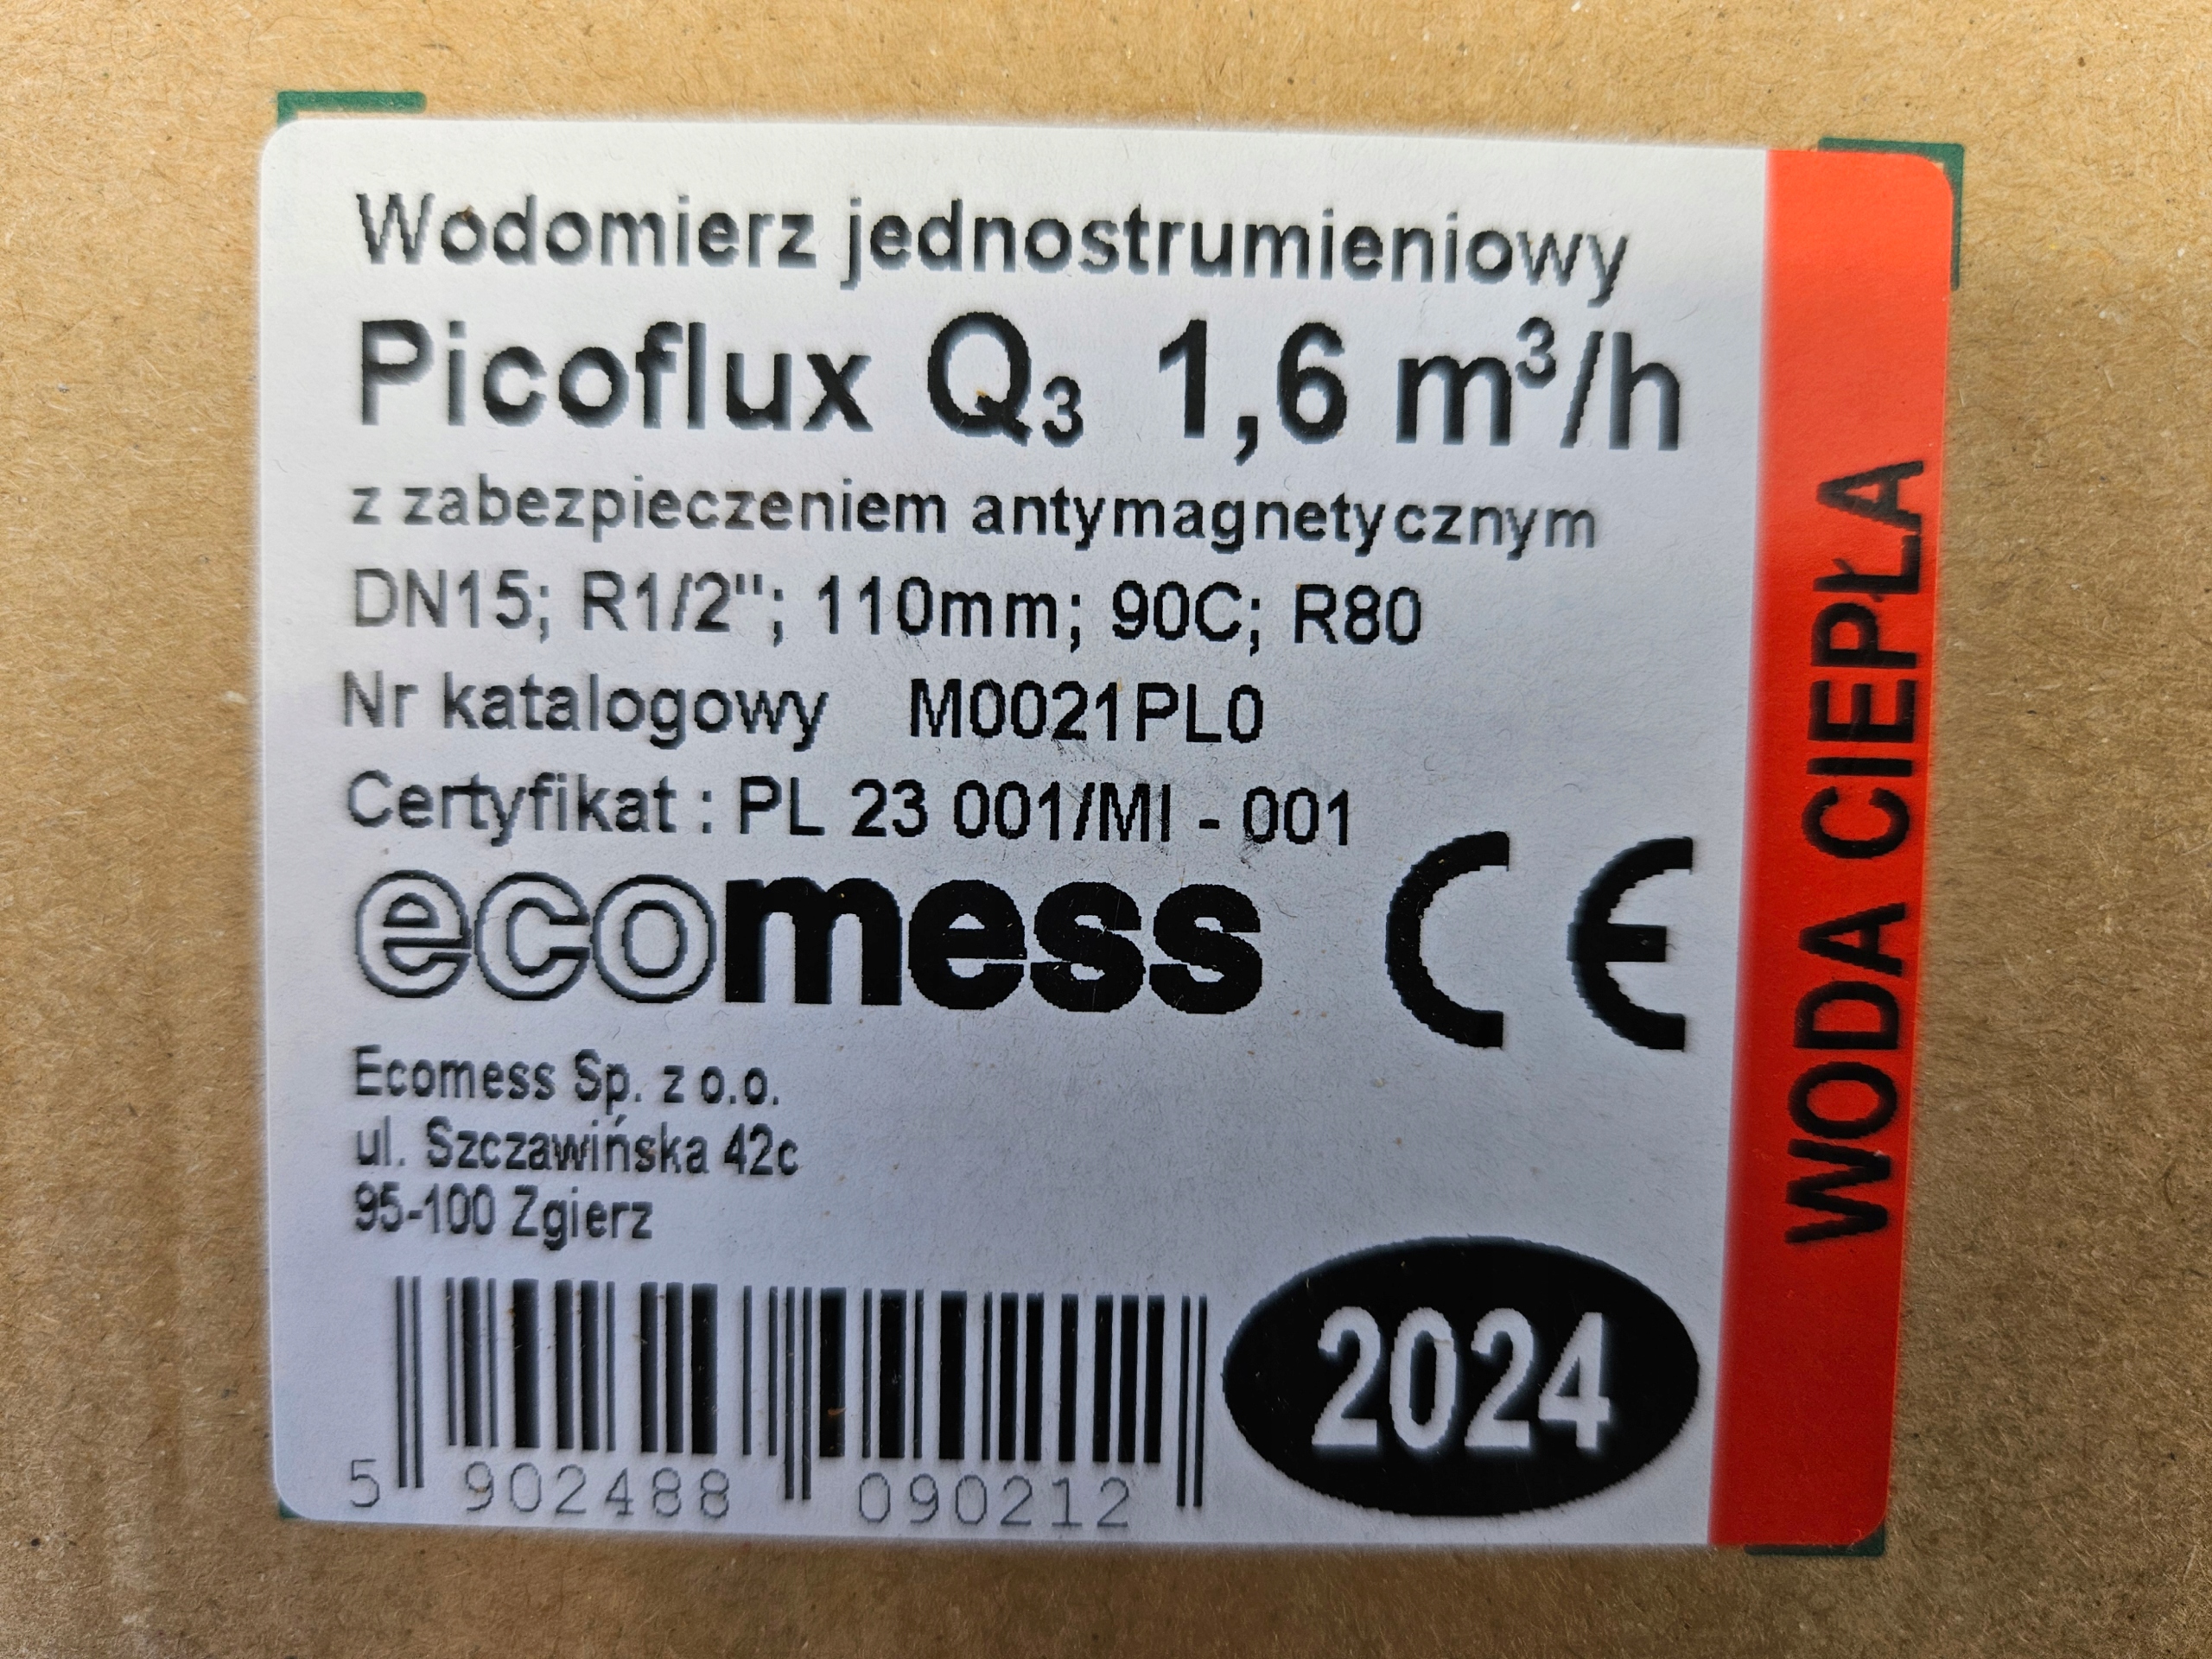 Wodomierz jednostrumieniowy
Picoflux Q₃ 1,6 m³/h
z zabezpieczeniem antymagnetycznym
DN15; R1/2"; 110mm; 90C; R80
Nr katalogowy M0021PL0
Certyfikat : PL 23 001/MI - 001
ecomess CE
Ecomess Sp. z o.o.
ul. Szczawińska 42c
95-100 Zgierz
5 902488 090212
2024
WODA CIEPŁA